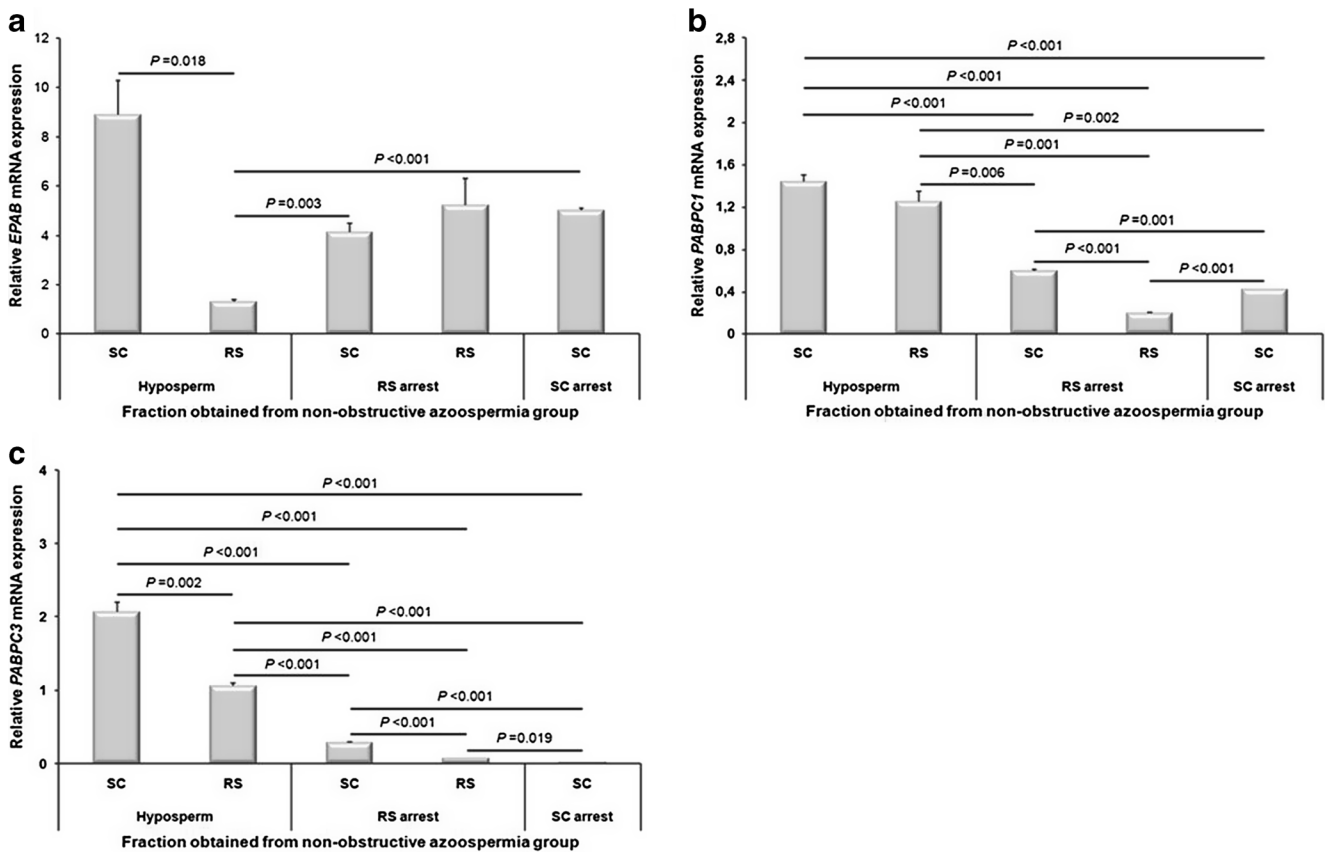 a
Relative EPAB mRNA expression
12
10
8
6
4
2
0
P=0.018
P<0.001
P=0.003
SC RS SC RS SC
Hyposperm RS arrest SC arrest
Fraction obtained from non-obstructive azoospermia group
b
Relative PABPC1 mRNA expression
2,8
2,4
2
1,6
1,2
0,8
0,4
0
P<0.001
P<0.001
P<0.001
P=0.002
P=0.001
P=0.006
P=0.001
P<0.001
P<0.001
SC RS SC RS SC
Hyposperm RS arrest SC arrest
Fraction obtained from non-obstructive azoospermia group
c
Relative PABPC3 mRNA expression
4
3
2
1
0
P<0.001
P<0.001
P<0.001
P=0.002
P<0.001
P<0.001
P<0.001
P<0.001
P<0.001
P=0.019
SC RS SC RS SC
Hyposperm RS arrest SC arrest
Fraction obtained from non-obstructive azoospermia group